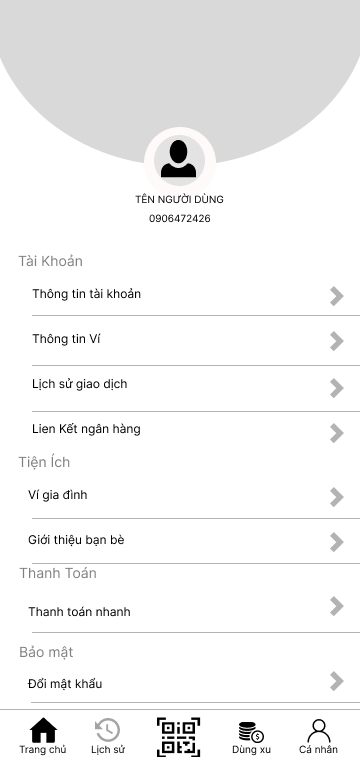 TÊN NGƯỜI DÙNG
0906472426
Tài Khoản
Thông tin tài khoản
Thông tin Ví
Lịch sử giao dịch
Lien Kết ngân hàng
Tiện Ích
Ví gia đình
Giới thiệu bạn bè
Thanh Toán
Thanh toán nhanh
Bảo mật
Đổi mật khẩu
Trang chủ
Lịch sử
Dùng xu
Cá nhân